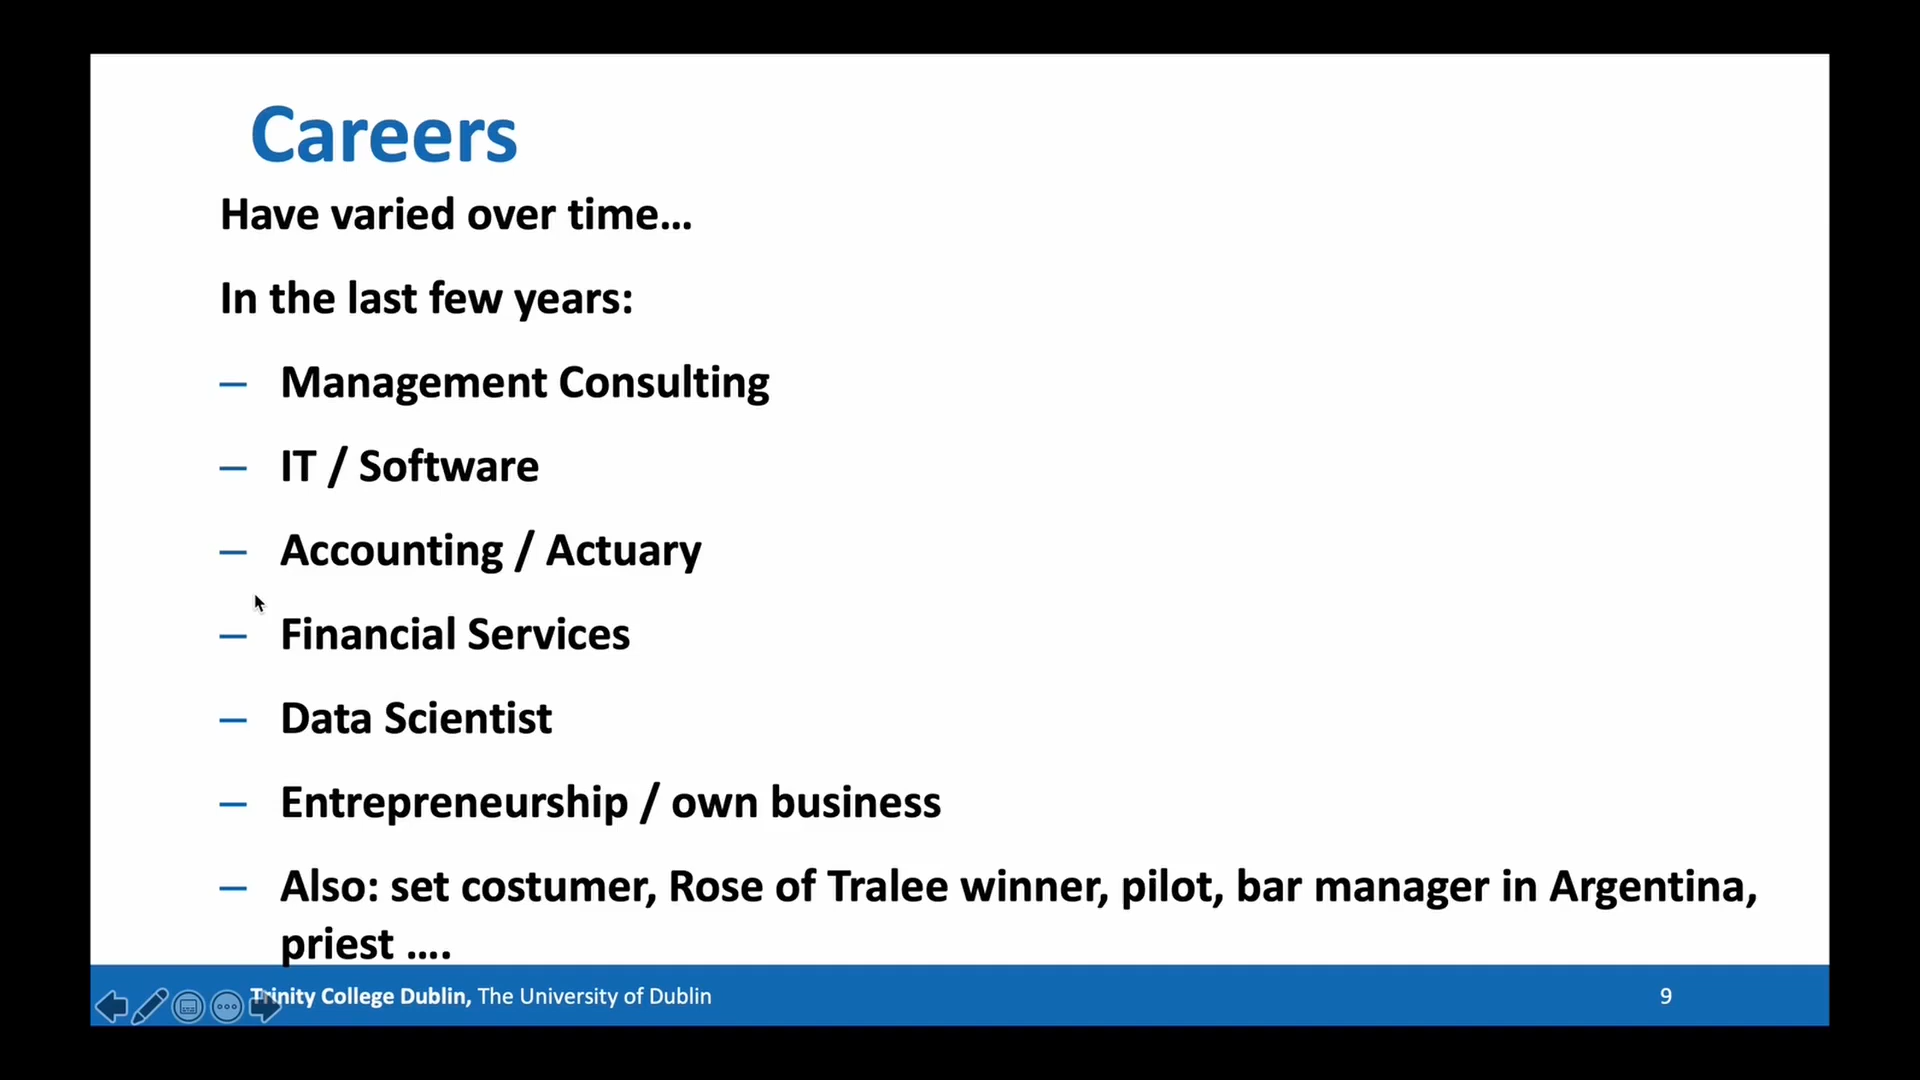 Careers
Have varied over time...
In the last few years:
– Management Consulting
– IT / Software
– Accounting / Actuary
– Financial Services
– Data Scientist
– Entrepreneurship / own business
– Also: set costumer, Rose of Tralee winner, pilot, bar manager in Argentina,
priest ....
Trinity College Dublin, The University of Dublin
9